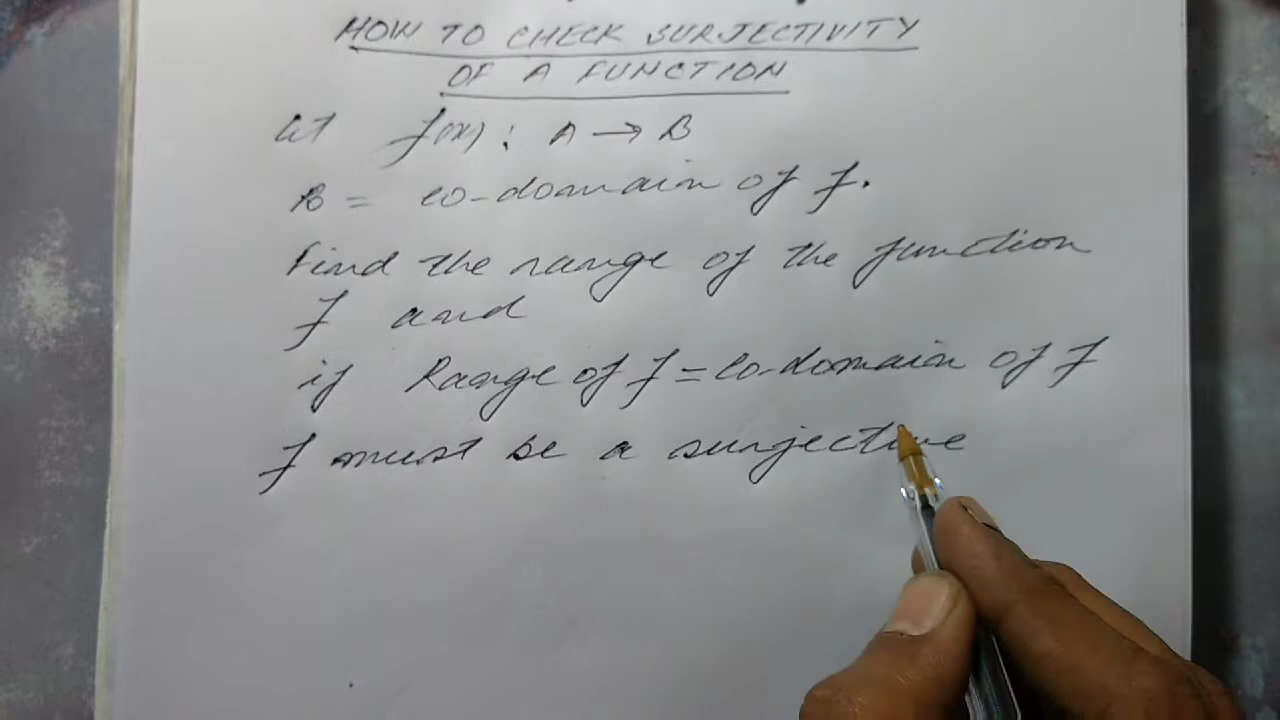 HOW TO CHECK SURJECTIVITY
OF A FUNCTION
Let f(x) : A → B
B = co-domain of f.
Find the range of the function
f and
if Range of f = Co-domain of f
f must be a surjective